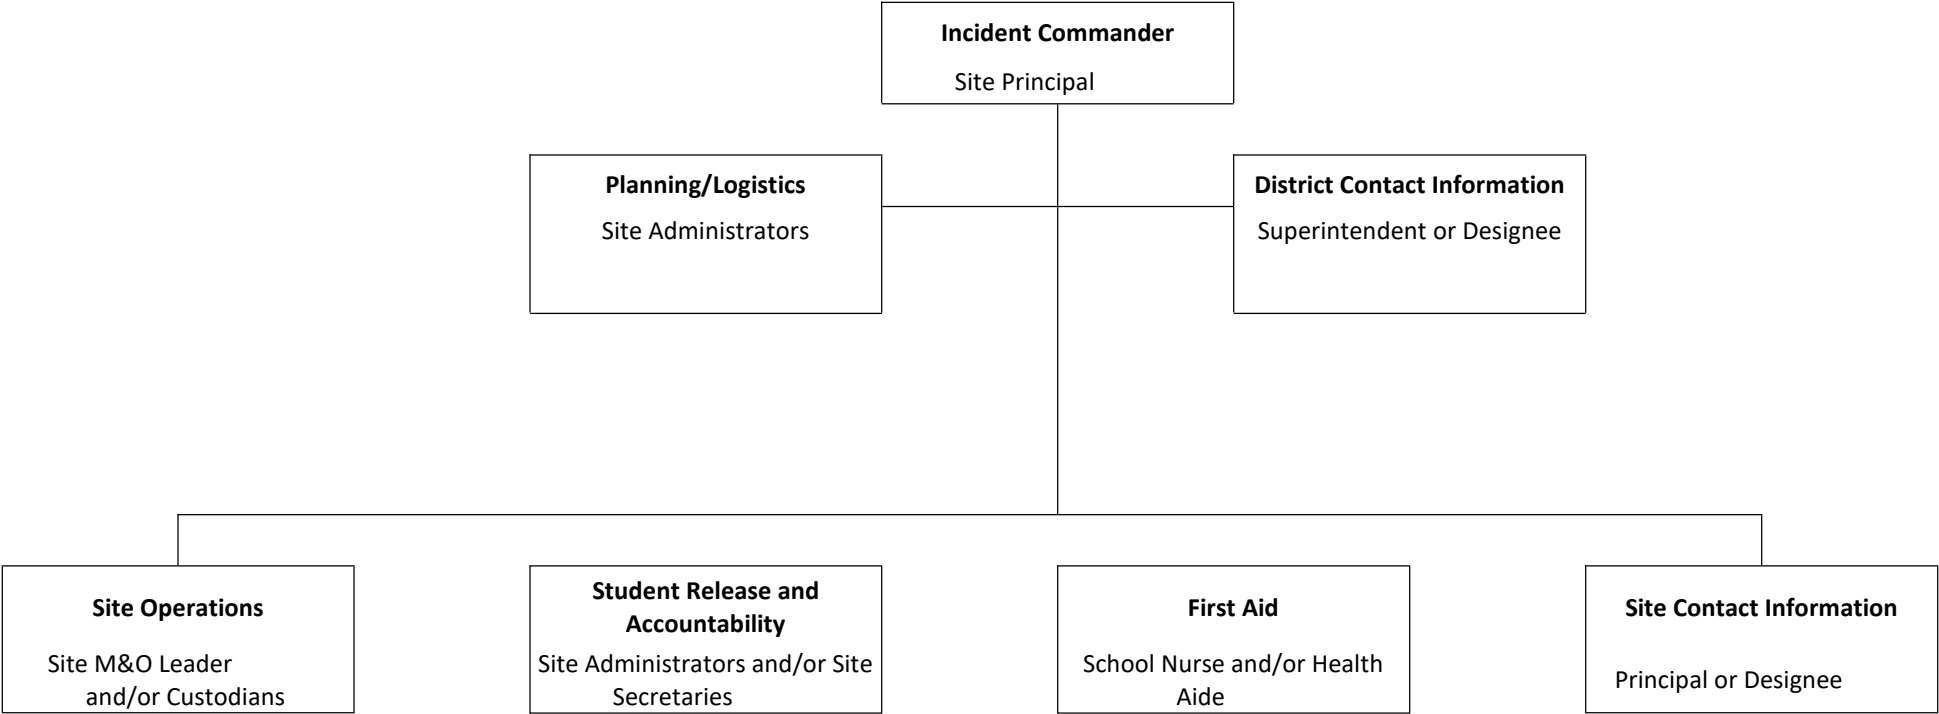 Incident Commander
Site Principal
Planning/Logistics
Site Administrators
District Contact Information
Superintendent or Designee
Site Operations
Site M&O Leader
and/or Custodians
Student Release and
Accountability
Site Administrators and/or Site
Secretaries
First Aid
School Nurse and/or Health
Aide
Site Contact Information
Principal or Designee